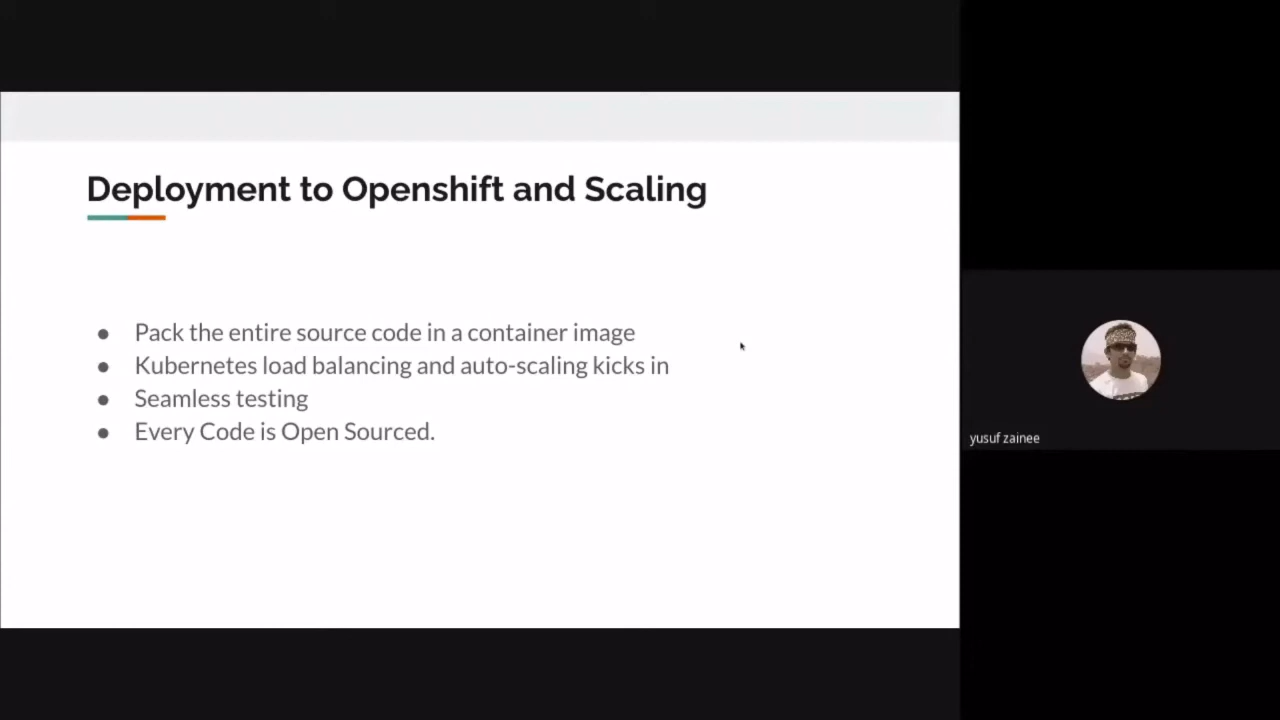 Deployment to Openshift and Scaling
● Pack the entire source code in a container image
● Kubernetes load balancing and auto-scaling kicks in
● Seamless testing
● Every Code is Open Sourced.
yusuf zainee